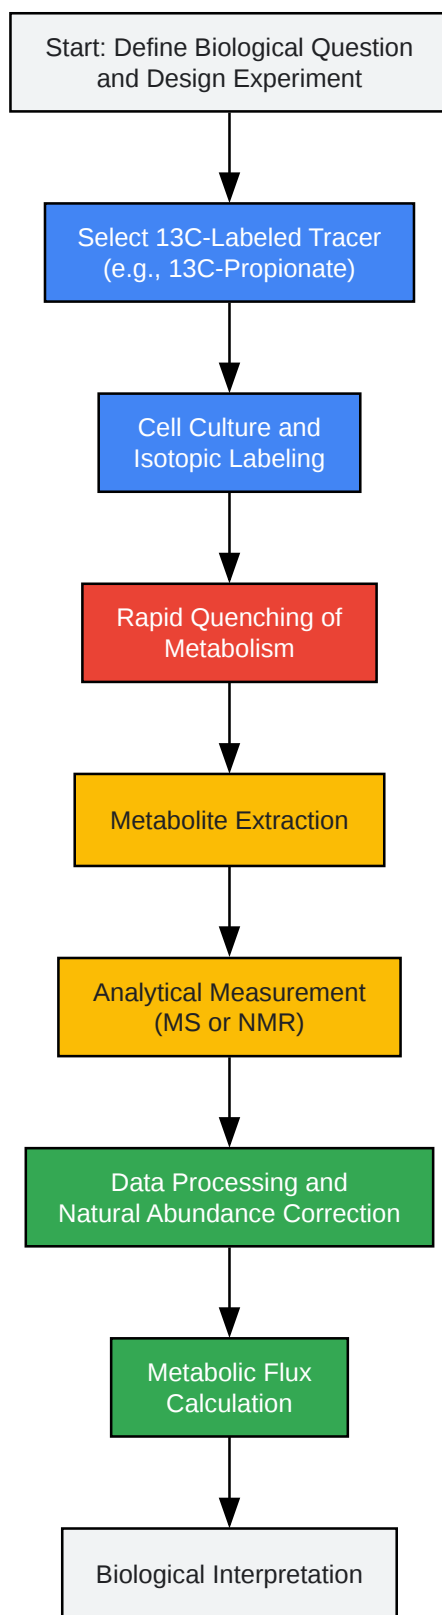 Start: Define Biological Question
and Design Experiment
Select 13C-Labeled Tracer
(e.g., 13C-Propionate)
Cell Culture and
Isotopic Labeling
Rapid Quenching of
Metabolism
Metabolite Extraction
Analytical Measurement
(MS or NMR)
Data Processing and
Natural Abundance Correction
Metabolic Flux
Calculation
Biological Interpretation